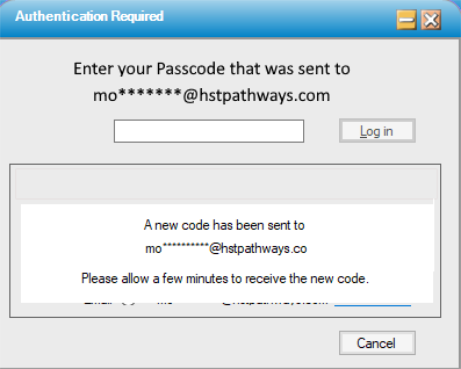 Authentication Required
Enter your Passcode that was sent to
mo*******@hstpathways.com
Log in
A new code has been sent to
mo**********@hstpathways.co
Please allow a few minutes to receive the new code.
Cancel